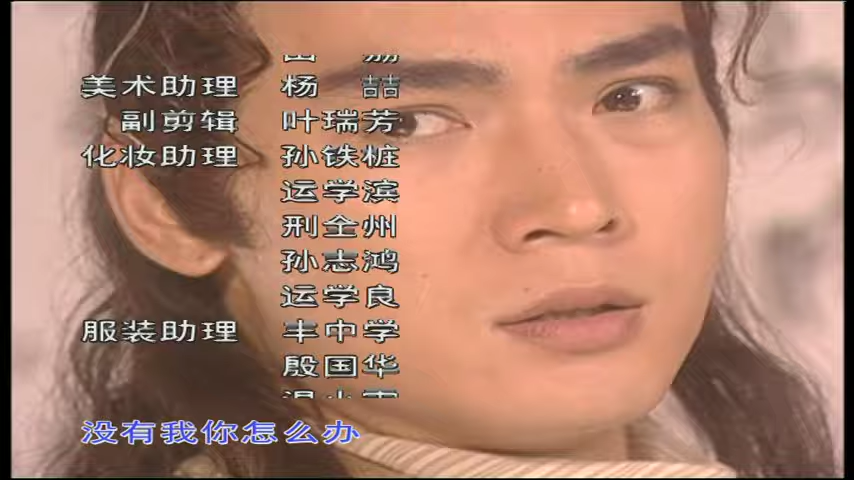 美术助理 杨 喆
副剪辑 叶瑞芳
化妆助理 孙铁桩
运学滨
刑全州
孙志鸿
运学良
服装助理 丰中学
殷国华
没有我你怎么办